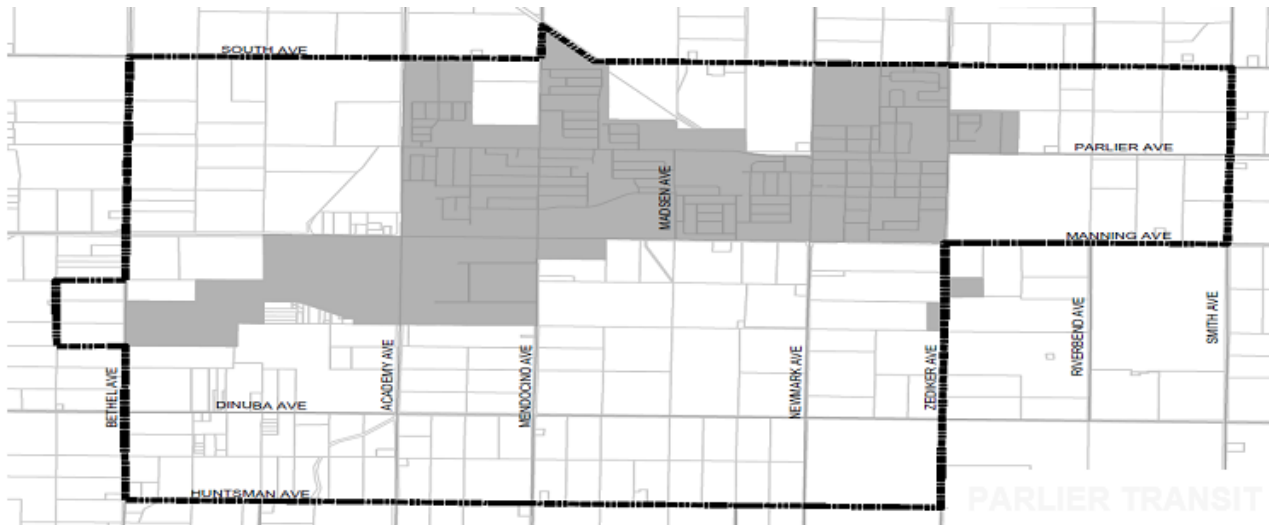 SOUTH AVE
PARLIER AVE
MADSEN AVE
MANNING AVE
RIVERBEND AVE
SMITH AVE
BETHEL AVE
ACADEMY AVE
MENDOCINO AVE
NEWMARK AVE
ZEDIKER AVE
DINUBA AVE
HUNTSMAN AVE
PARLIER TRANSIT